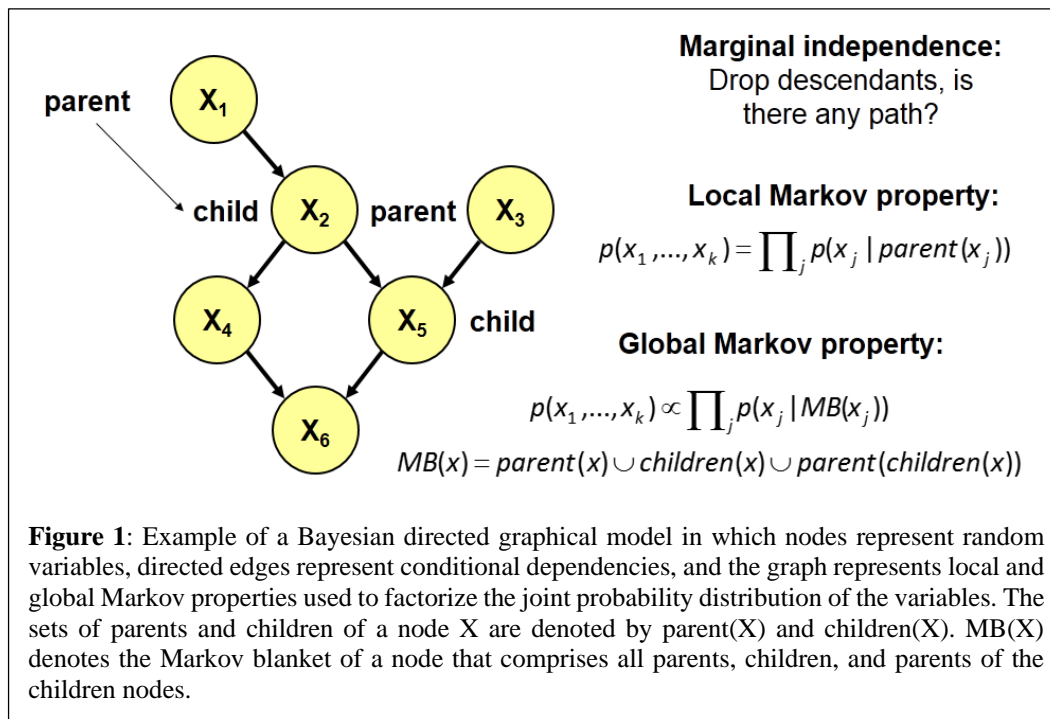 parent
X₁
child
X₂
parent
X₃
X₄
X₅
child
X₆
Marginal independence:
Drop descendants, is
there any path?
Local Markov property:
p(x₁,...,xₖ) = ∏ⱼ p(xⱼ | parent(xⱼ))
Global Markov property:
p(x₁,...,xₖ) ∝ ∏ⱼ p(xⱼ | MB(xⱼ))
MB(x) = parent(x) ∪ children(x) ∪ parent(children(x))
Figure 1: Example of a Bayesian directed graphical model in which nodes represent random
variables, directed edges represent conditional dependencies, and the graph represents local and
global Markov properties used to factorize the joint probability distribution of the variables. The
sets of parents and children of a node X are denoted by parent(X) and children(X). MB(X)
denotes the Markov blanket of a node that comprises all parents, children, and parents of the
children nodes.